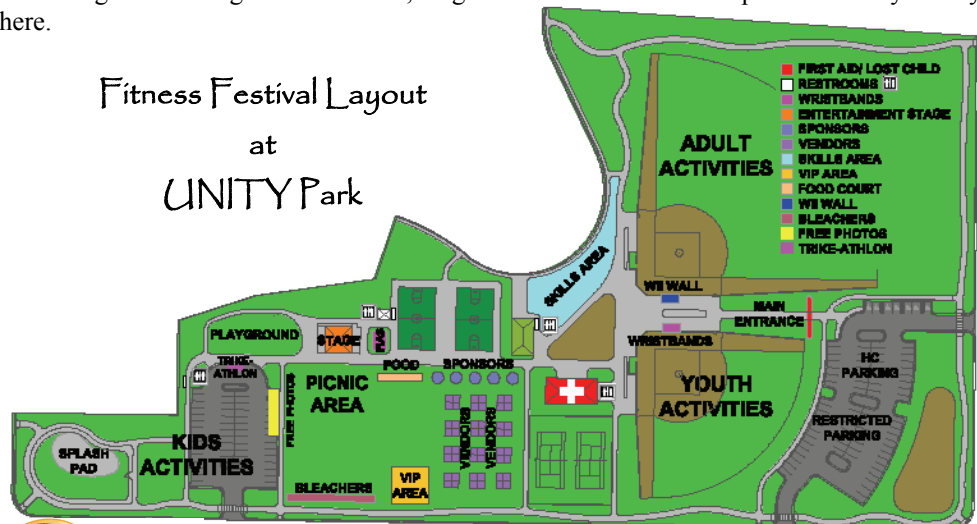 here.
Fitness Festival Layout
at
UNITY Park
FIRST AID/ LOST CHILD
RESTROOMS
WRISTBANDS
ENTERTAINMENT STAGE
SPONSORS
VENDORS
SKILLS AREA
VIP AREA
FOOD COURT
WII WALL
BLEACHERS
FREE PHOTOS
TRIKE-ATHLON
ADULT
ACTIVITIES
SKILLS AREA
WII WALL
MAIN
ENTRANCE
WRISTBANDS
PLAYGROUND
STAGE
TRIKE-
ATHLON
FOOD
SPONSORS
HC
PARKING
PICNIC
AREA
YOUTH
ACTIVITIES
FREE PHOTOS
VENDORS
VENDORS
RESTRICTED
PARKING
KIDS
ACTIVITIES
SPLASH
PAD
VIP
AREA
BLEACHERS